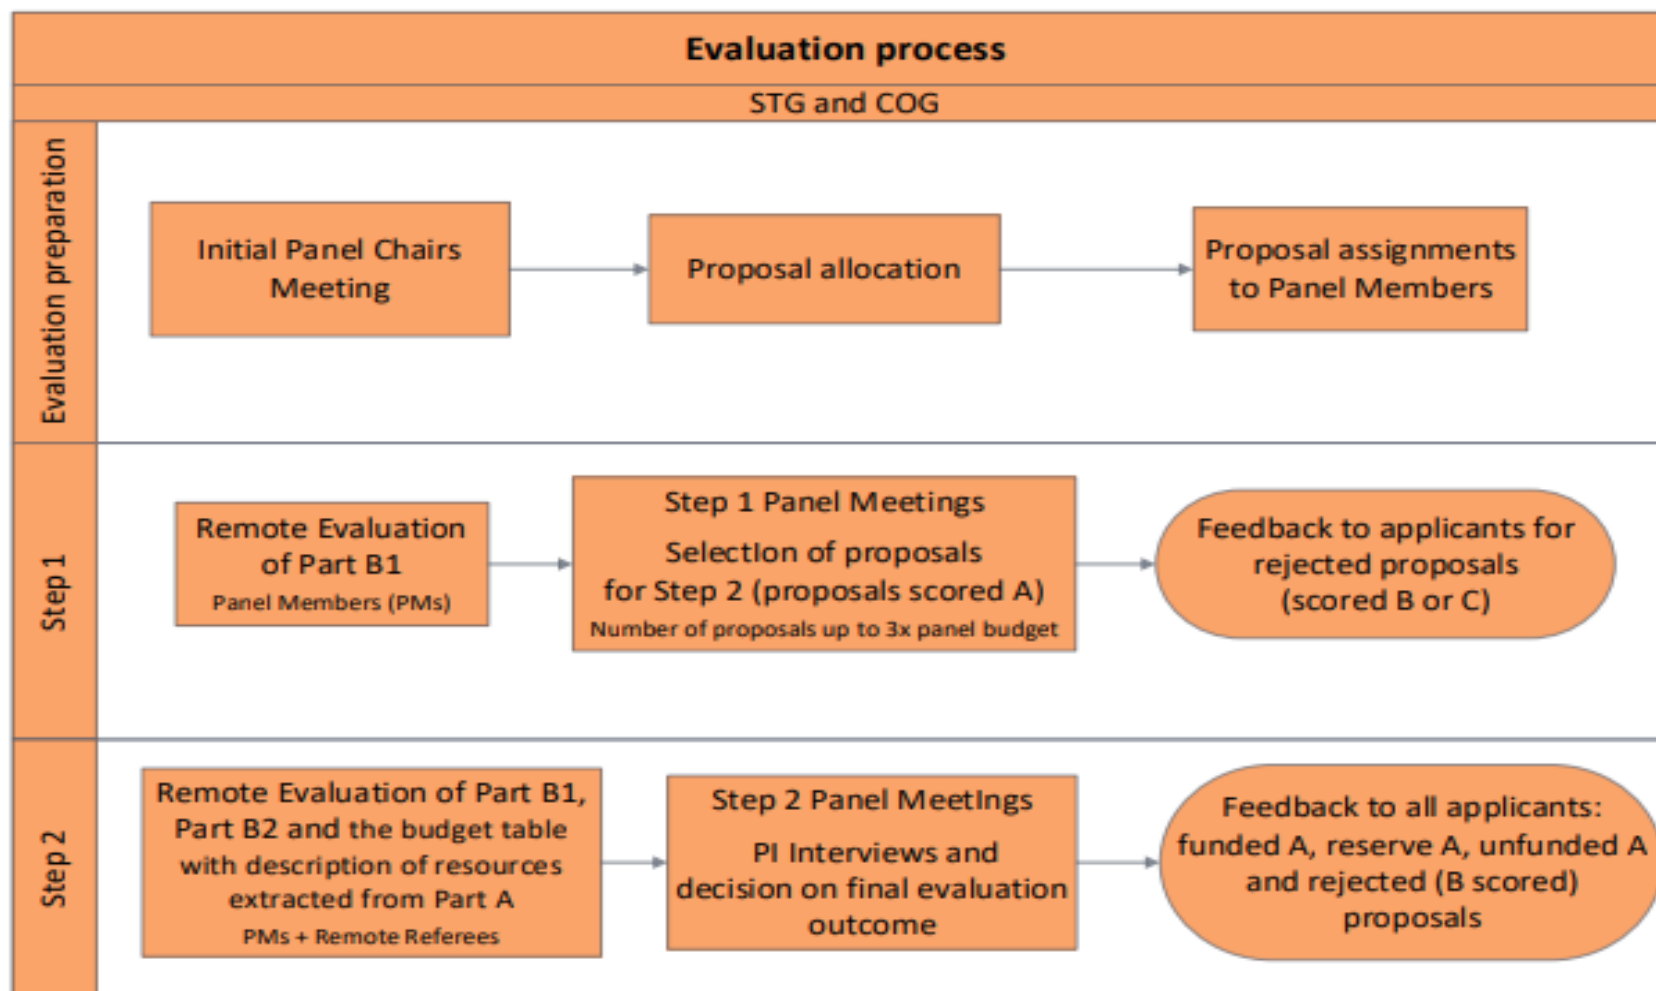 Evaluation process
STG and COG
Evaluation preparation
Initial Panel Chairs
Meeting
Proposal allocation
Proposal assignments
to Panel Members
Step1
Remote Evaluation
of Part B1
Panel Members (PMs)
Step 1 Panel Meetings
SelectIon of proposals
for Step 2 (proposals scored A)
Number of proposals up to 3x panel budget
Feedback to applicants for
rejected proposals
(scored B or C)
Step2
Remote Evaluation of Part B1,
Part B2 and the budget table
with description of resources
extracted from Part A
PMs + Remote Referees
Step 2 Panel MeetIngs
PI Interviews and
decision on final evaluation
outcome
Feedback to all applicants:
funded A, reserve A, unfunded A
and rejected (B scored)
proposals